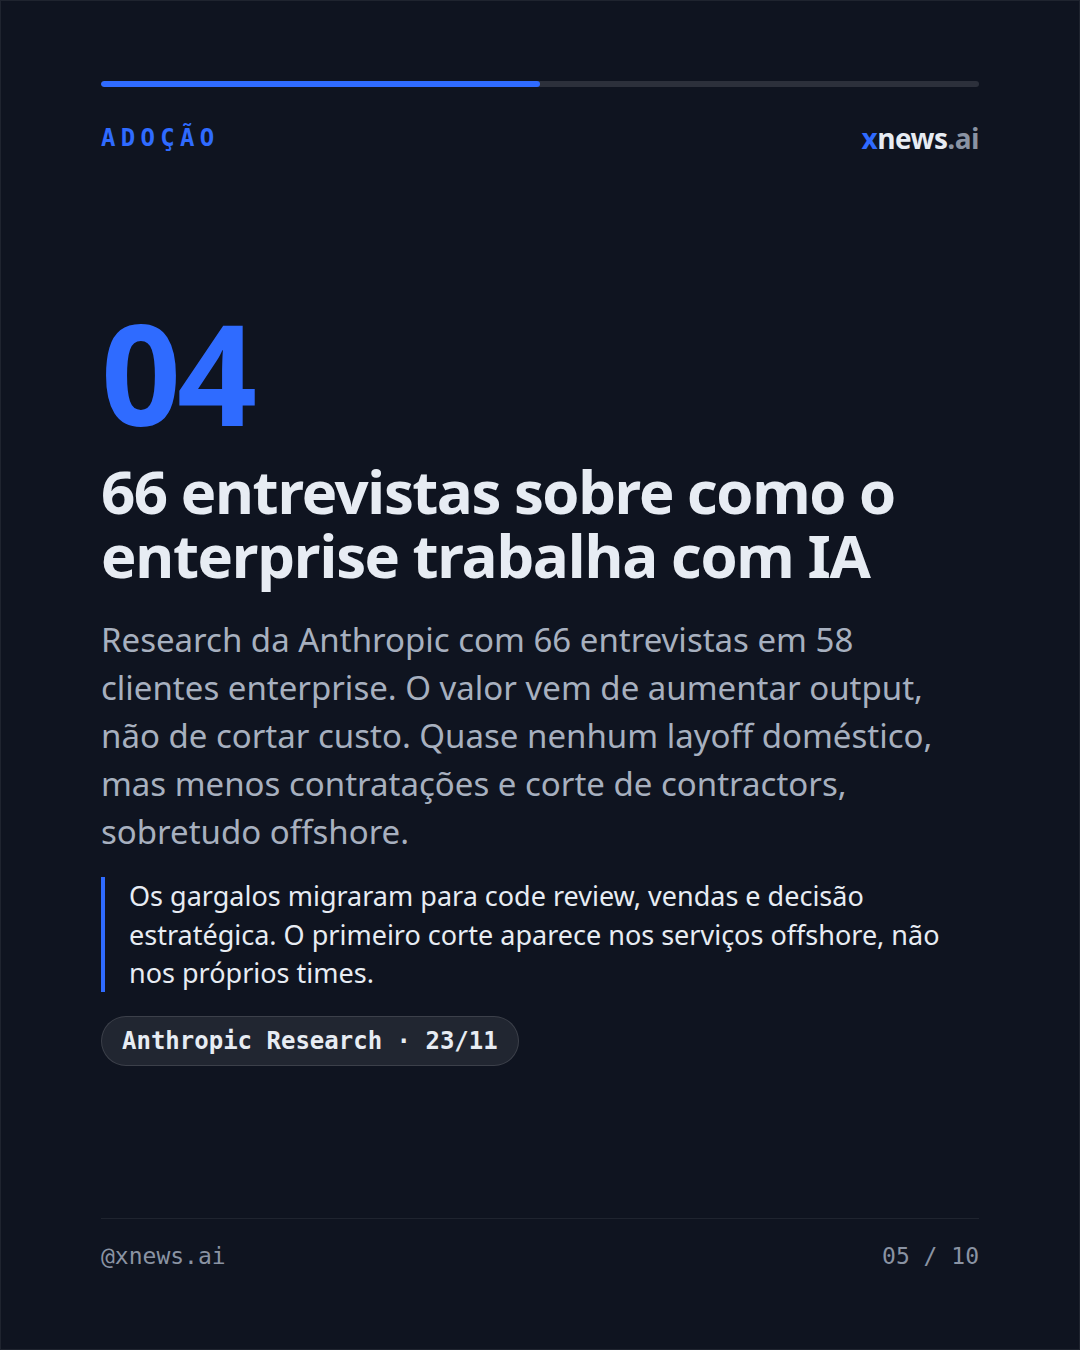 ADOÇÃO
xnews.ai
04
66 entrevistas sobre como o
enterprise trabalha com IA
Research da Anthropic com 66 entrevistas em 58
clientes enterprise. O valor vem de aumentar output,
não de cortar custo. Quase nenhum layoff doméstico,
mas menos contratações e corte de contractors,
sobretudo offshore.
Os gargalos migraram para code review, vendas e decisão
estratégica. O primeiro corte aparece nos serviços offshore, não
nos próprios times.
Anthropic Research · 23/11
@xnews.ai
05 / 10